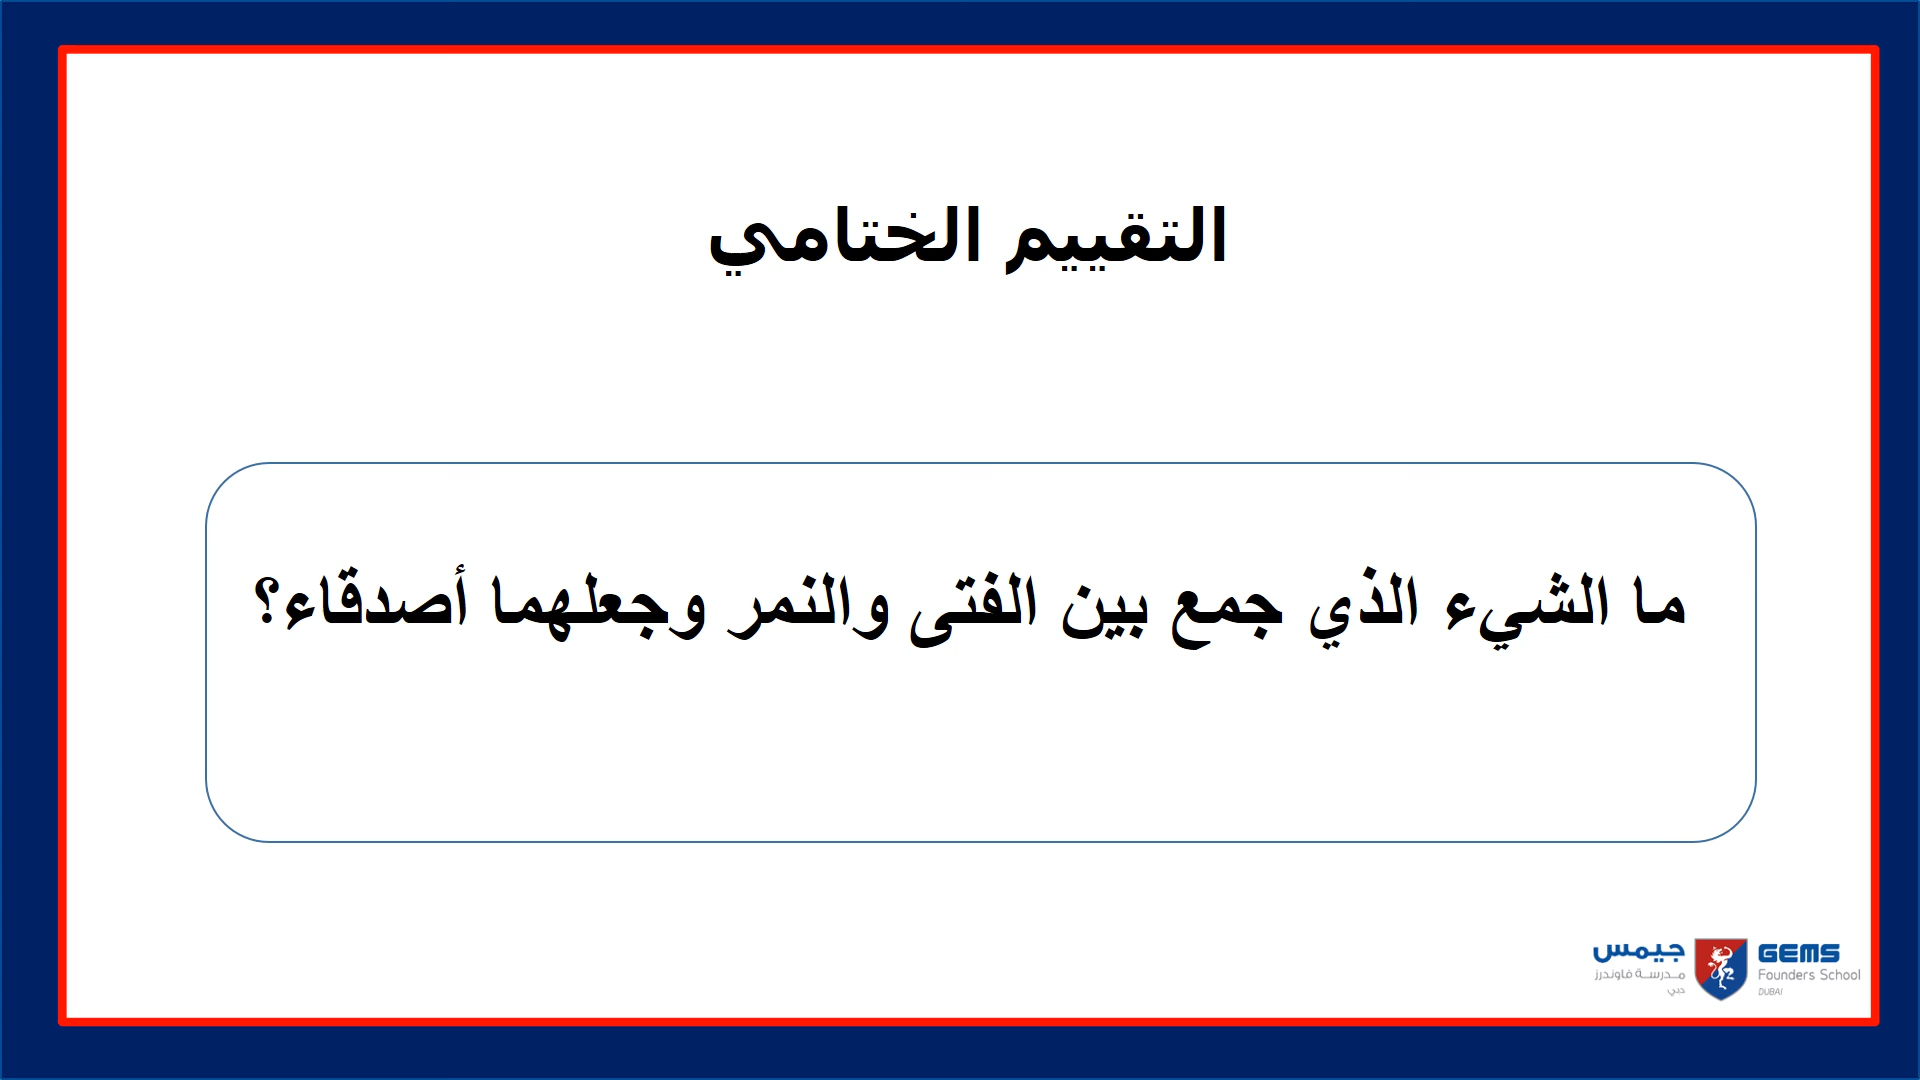 التقييم الختامي
ما الشيء الذي جمع بين الفتى والنمر وجعلهما أصدقاء؟
جيمس
مدرسة فاوندرز
دبي
GEMS
Founders School
DUBAI